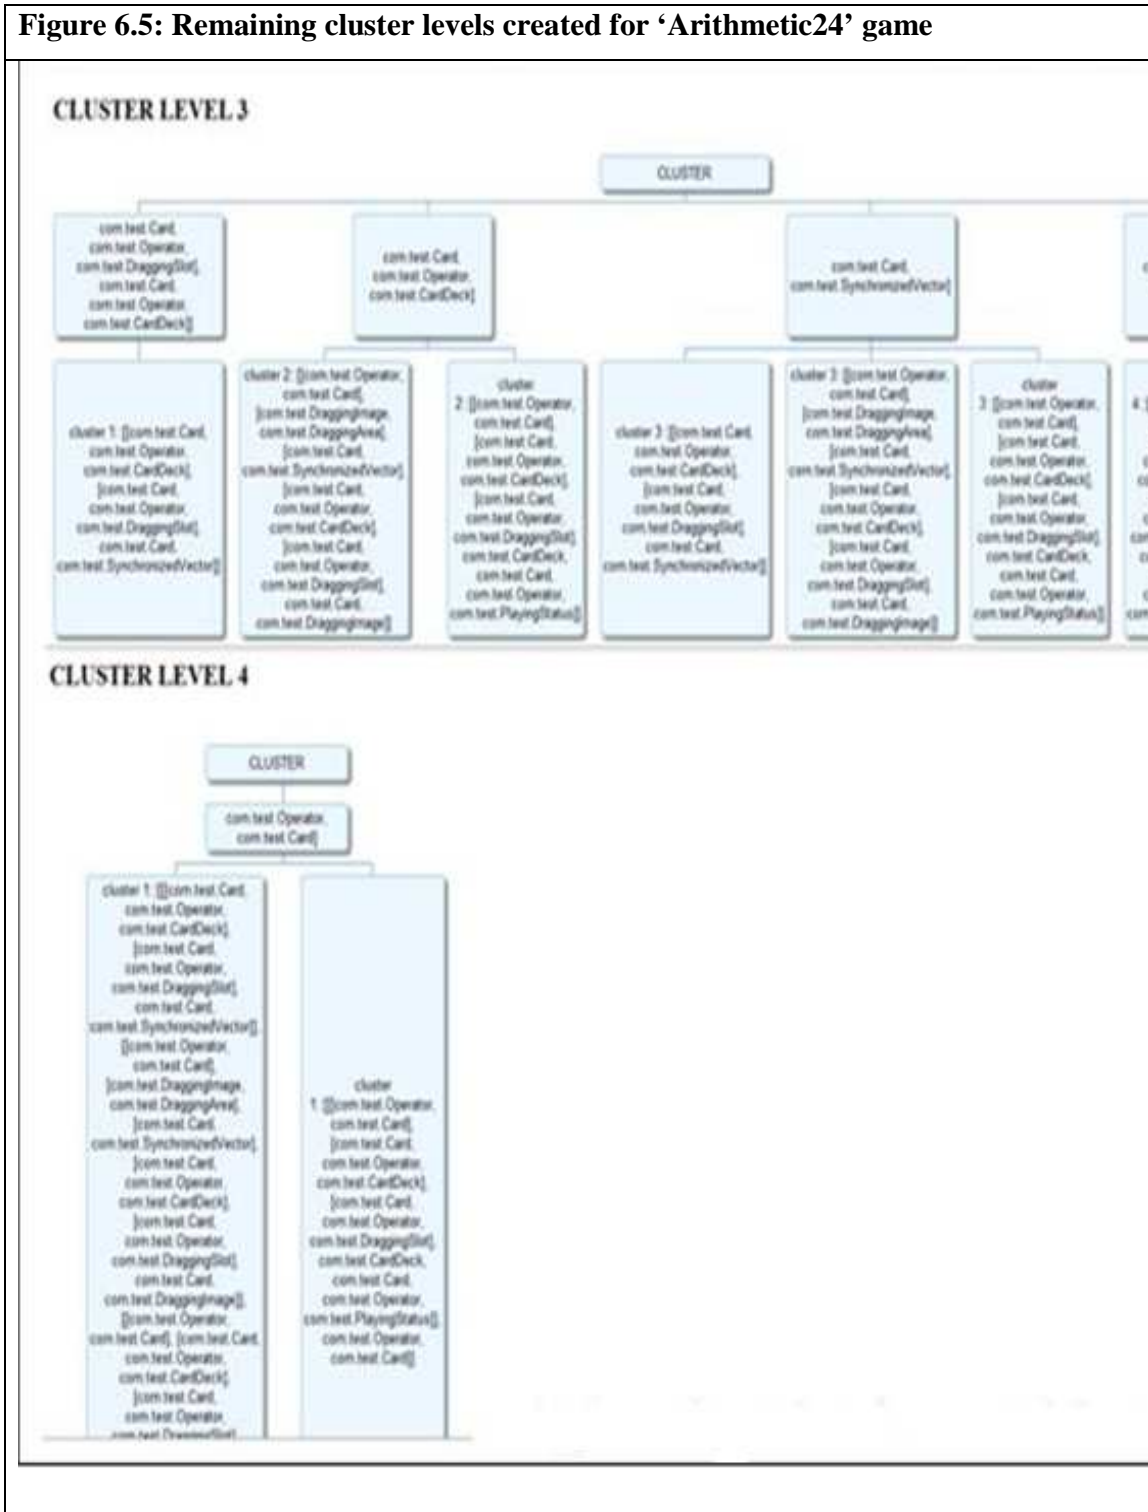 Figure 6.5: Remaining cluster levels created for ‘Arithmetic24’ game
CLUSTER LEVEL 3
CLUSTER
com.test.Card,
com.test.Operator,
com.test.DraggingSlot],
com.test.Card,
com.test.Operator,
com.test.CardDeck]]
com.test.Card,
com.test.Operator,
com.test.CardDeck]
com.test.Card,
com.test.SynchronizedVector]
cluster 1: [[com.test.Card,
com.test.Operator,
com.test.CardDeck],
]com.test.Card,
com.test.Operator,
com.test.DraggingSlot],
com.test.Card,
com.test.SynchronizedVector]]
cluster 2: [[com.test.Operator,
com.test.Card],
]com.test.DraggingImage,
com.test.DraggingArea],
]com.test.Card,
com.test.SynchronizedVector],
]com.test.Card,
com.test.Operator,
com.test.CardDeck],
]com.test.Card,
com.test.Operator,
com.test.DraggingSlot],
com.test.Card,
com.test.DraggingImage]]
cluster
2: [[com.test.Operator,
com.test.Card],
]com.test.Card,
com.test.Operator,
com.test.CardDeck],
]com.test.Card,
com.test.Operator,
com.test.DraggingSlot],
com.test.CardDeck,
com.test.Card,
com.test.Operator,
com.test.PlayingStatus]]
cluster 3: [[com.test.Card,
com.test.Operator,
com.test.CardDeck],
]com.test.Card,
com.test.Operator,
com.test.DraggingSlot],
com.test.Card,
com.test.SynchronizedVector]]
cluster 3: [[com.test.Operator,
com.test.Card],
]com.test.DraggingImage,
com.test.DraggingArea],
]com.test.Card,
com.test.SynchronizedVector],
]com.test.Card,
com.test.Operator,
com.test.CardDeck],
]com.test.Card,
com.test.Operator,
com.test.DraggingSlot],
com.test.Card,
com.test.DraggingImage]]
cluster
3: [[com.test.Operator,
com.test.Card],
]com.test.Card,
com.test.Operator,
com.test.CardDeck],
]com.test.Card,
com.test.Operator,
com.test.DraggingSlot],
com.test.CardDeck,
com.test.Card,
com.test.Operator,
com.test.PlayingStatus]]
4: [
CLUSTER LEVEL 4
CLUSTER
com.test.Operator,
com.test.Card]
cluster 1: [[[com.test.Card,
com.test.Operator,
com.test.CardDeck],
]com.test.Card,
com.test.Operator,
com.test.DraggingSlot],
com.test.Card,
com.test.SynchronizedVector]],
[[com.test.Operator,
com.test.Card],
]com.test.DraggingImage,
com.test.DraggingArea],
]com.test.Card,
com.test.SynchronizedVector],
]com.test.Card,
com.test.Operator,
com.test.CardDeck],
]com.test.Card,
com.test.Operator,
com.test.DraggingSlot],
com.test.Card,
com.test.DraggingImage]],
[[com.test.Operator,
com.test.Card], [com.test.Card,
com.test.Operator,
com.test.CardDeck],
]com.test.Card,
com.test.Operator,
com.test.DraggingSlot],
cluster
1: [[[com.test.Operator,
com.test.Card],
]com.test.Card,
com.test.Operator,
com.test.CardDeck],
]com.test.Card,
com.test.Operator,
com.test.DraggingSlot],
com.test.CardDeck,
com.test.Card,
com.test.Operator,
com.test.PlayingStatus]],
com.test.Operator,
com.test.Card]]